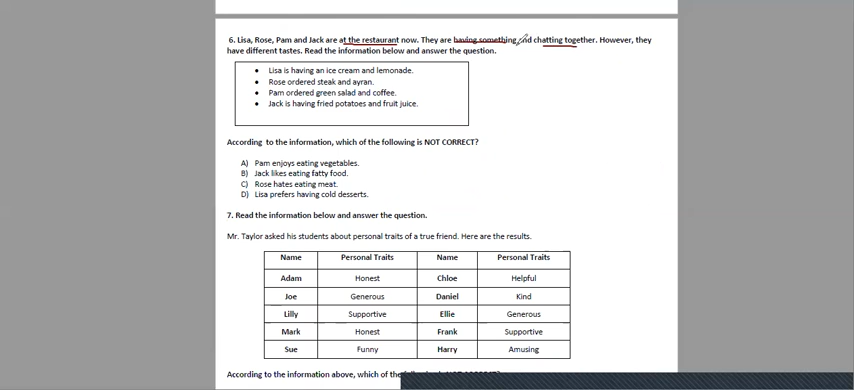 6. Lisa, Rose, Pam and Jack are at the restaurant now. They are having something and chatting together. However, they
have different tastes. Read the information below and answer the question.
• Lisa is having an ice cream and lemonade.
• Rose ordered steak and ayran.
• Pam ordered green salad and coffee.
• Jack is having fried potatoes and fruit juice.
According to the information, which of the following is NOT CORRECT?
A) Pam enjoys eating vegetables.
B) Jack likes eating fatty food.
C) Rose hates eating meat.
D) Lisa prefers having cold desserts.
7. Read the information below and answer the question.
Mr. Taylor asked his students about personal traits of a true friend. Here are the results.
Name Personal Traits Name Personal Traits
Adam Honest Chloe Helpful
Joe Generous Daniel Kind
Lilly Supportive Ellie Generous
Mark Honest Frank Supportive
Sue Funny Harry Amusing
According to the information above, which of the